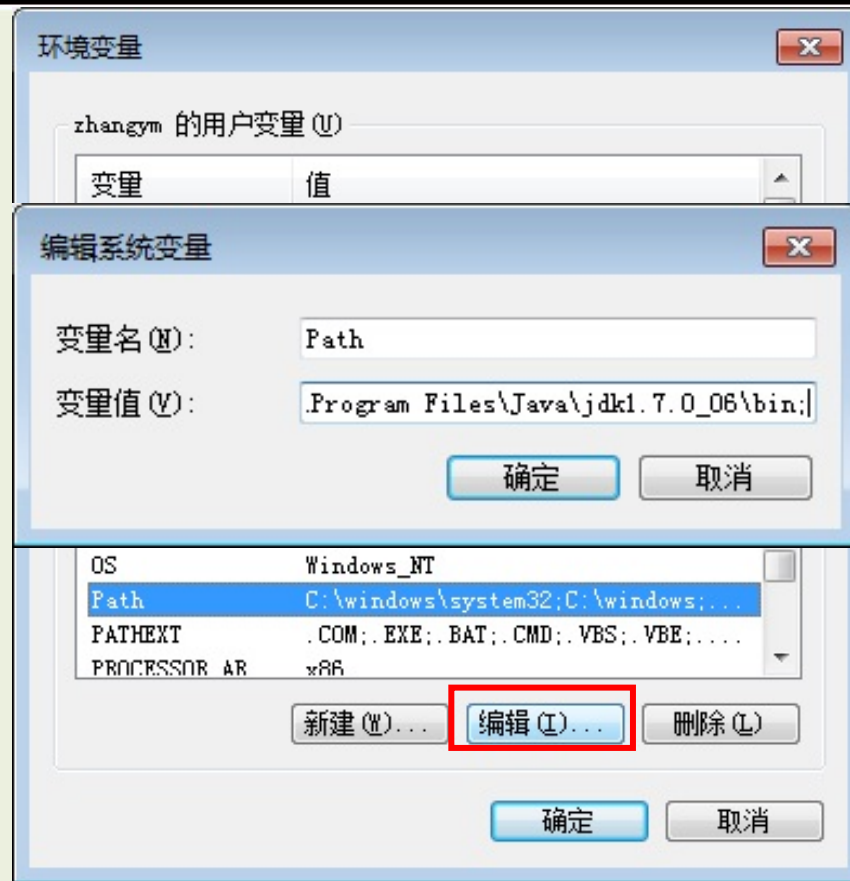 环境变量
zhangym 的用户变量(U)
变量 值
编辑系统变量
变量名(N): Path
变量值(V): .Program Files\Java\jdk1.7.0_06\bin;
确定 取消
OS Windows_NT
Path C:\windows\system32;C:\windows;...
PATHEXT .COM;.EXE;.BAT;.CMD;.VBS;.VBE;....
PROCESSOR_AR x86
新建(W)... 编辑(I)... 删除(L)
确定 取消